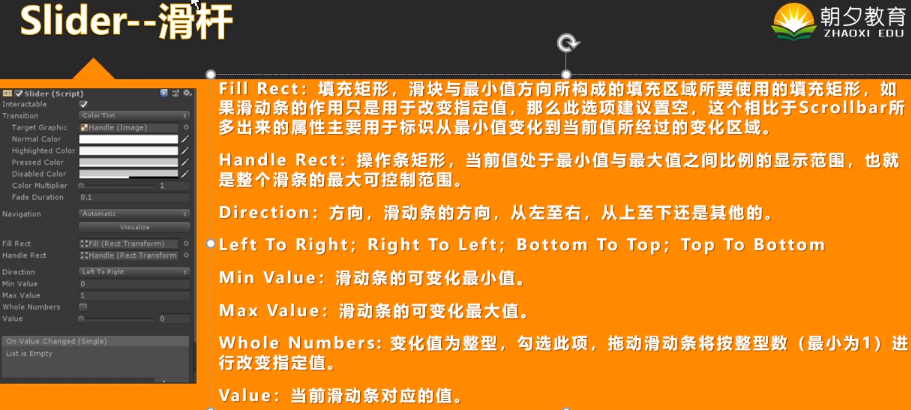 Slider--滑杆
朝夕教育
ZHAOXI EDU
Slider (Script)
Interactable
Transition
Color Tint
Target Graphic
Handle (Image)
Normal Color
Highlighted Color
Pressed Color
Disabled Color
Color Multiplier
1
Fade Duration
0.1
Navigation
Automatic
Visualize
Fill Rect
Fill (Rect Transform)
Handle Rect
Handle (Rect Transform
Direction
Left To Right
Min Value
0
Max Value
1
Whole Numbers
Value
0
On Value Changed (Single)
List is Empty
Fill Rect：填充矩形，滑块与最小值方向所构成的填充区域所要使用的填充矩形，如
果滑动条的作用只是用于改变指定值，那么此选项建议置空，这个相比于Scrollbar所
多出来的属性主要用于标识从最小值变化到当前值所经过的变化区域。
Handle Rect：操作条矩形，当前值处于最小值与最大值之间比例的显示范围，也就
是整个滑条的最大可控制范围。
Direction：方向，滑动条的方向，从左至右，从上至下还是其他的。
Left To Right；Right To Left；Bottom To Top；Top To Bottom
Min Value：滑动条的可变化最小值。
Max Value：滑动条的可变化最大值。
Whole Numbers: 变化值为整型，勾选此项，拖动滑动条将按整型数（最小为1）进
行改变指定值。
Value：当前滑动条对应的值。